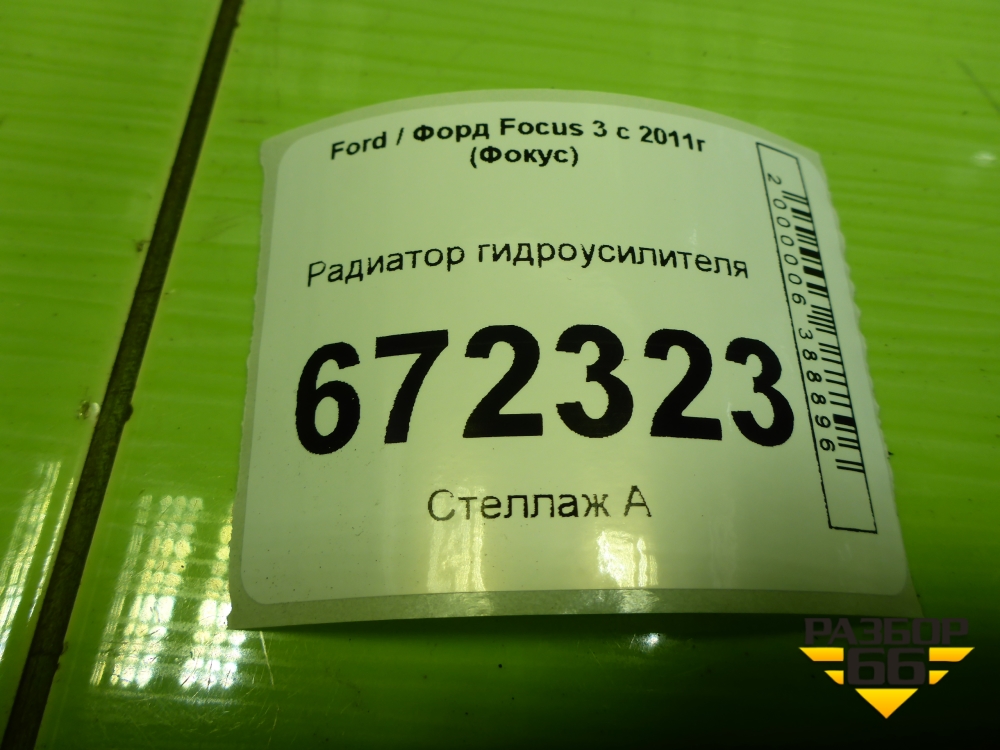 Ford / Форд Focus 3 с 2011г
(Фокус)
Радиатор гидроусилителя
672323
Стеллаж А
2000006388896
РАЗБОР
66